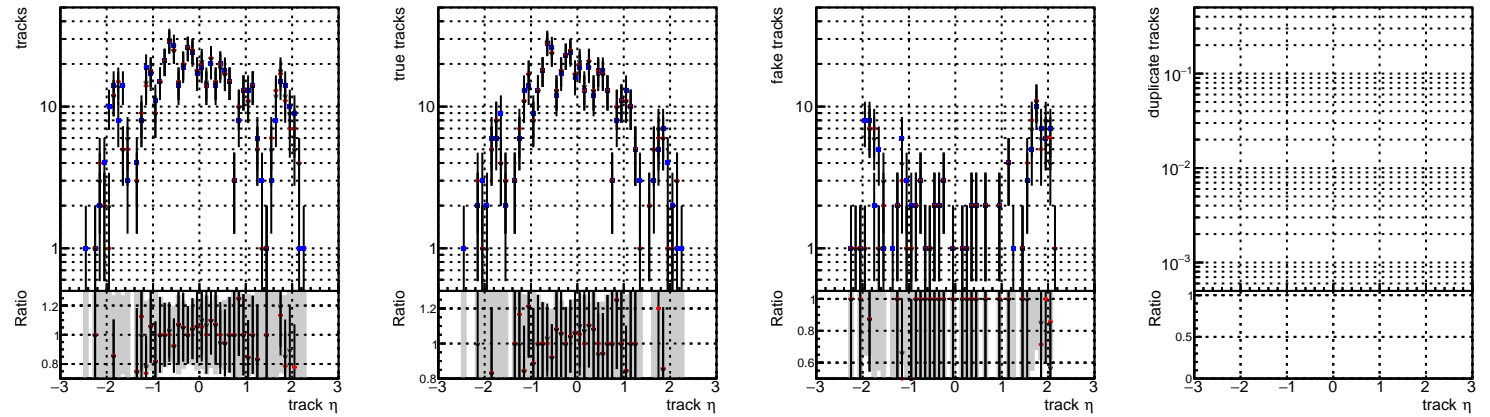 tracks
10
1
Ratio
1.2
1
0.8
−3 −2 −1 0 1 2 3
track η
true tracks
10
1
Ratio
1.2
1
0.8
−3 −2 −1 0 1 2 3
track η
fake tracks
10
1
Ratio
1
0.8
0.6
−3 −2 −1 0 1 2 3
track η
duplicate tracks
10⁻¹
10⁻²
10⁻³
Ratio
1
0.5
0
−3 −2 −1 0 1 2 3
track η